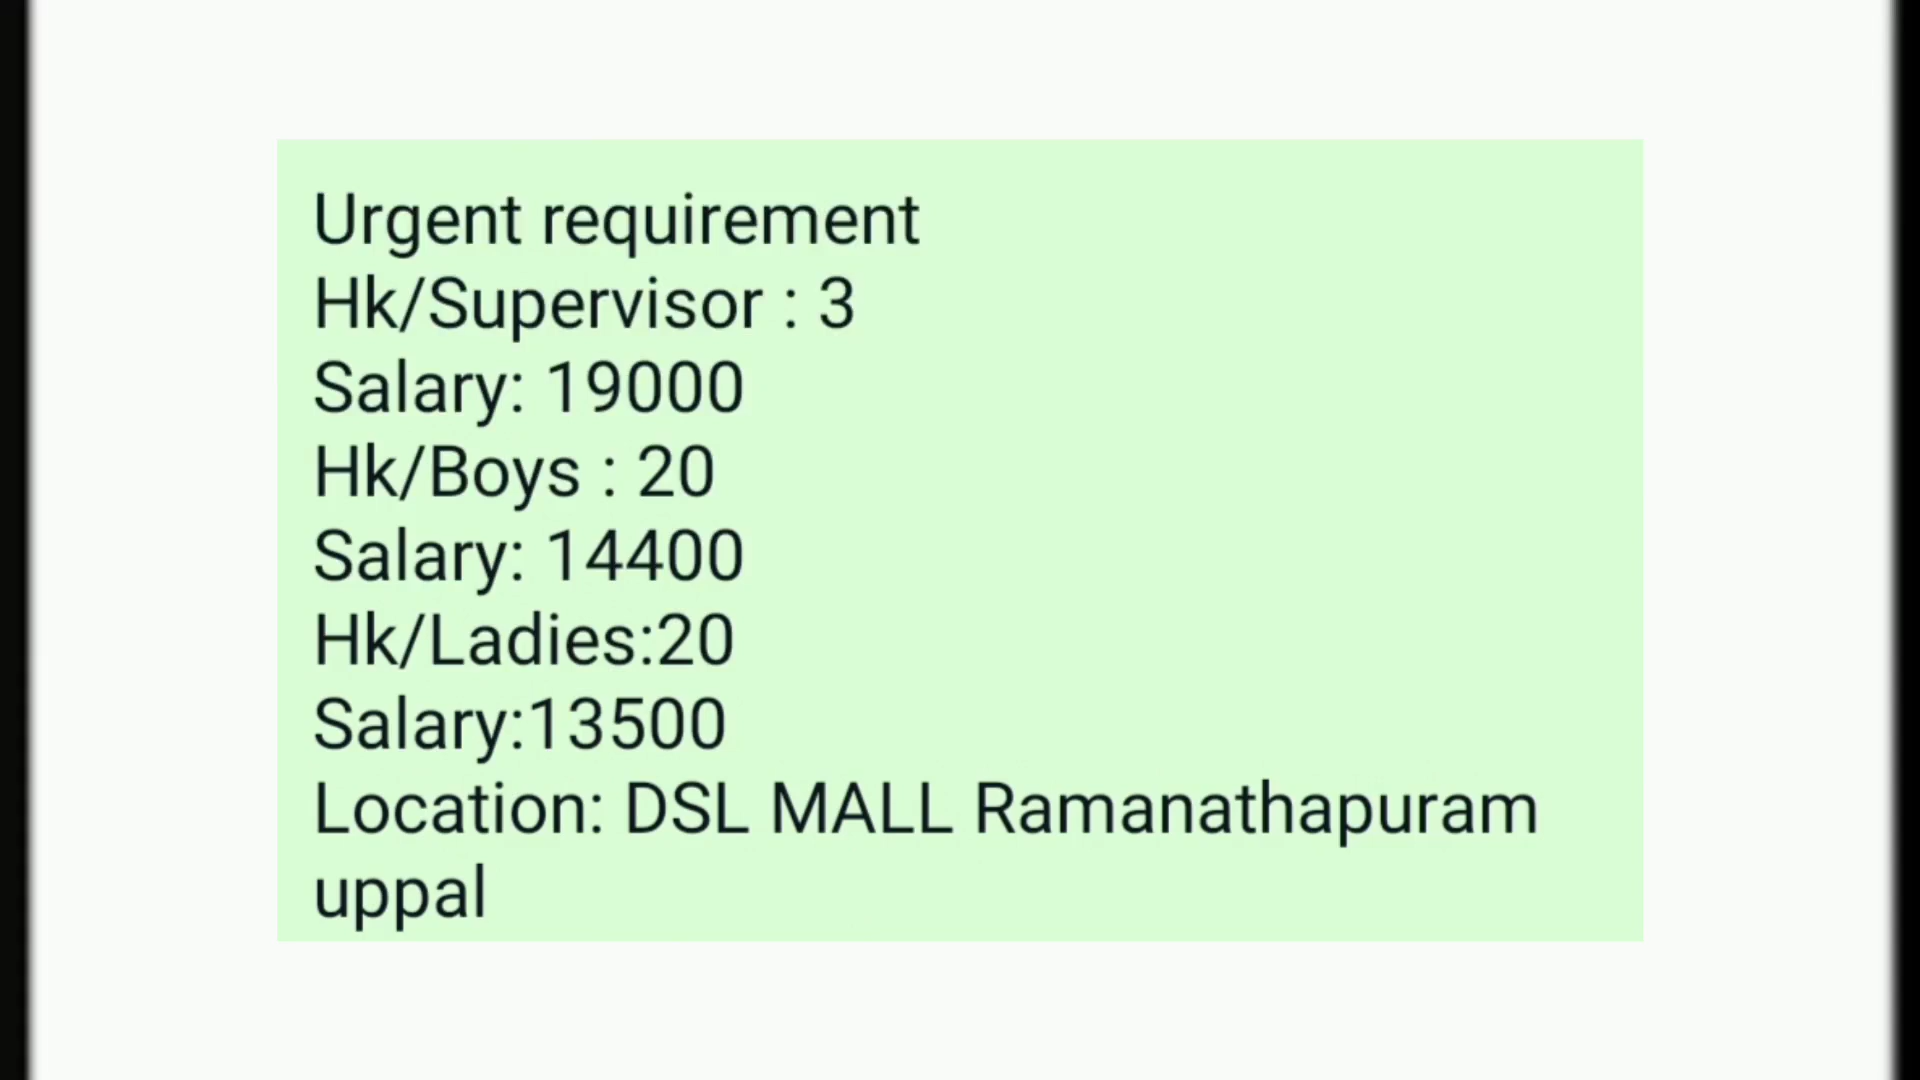 Urgent requirement
Hk/Supervisor : 3
Salary: 19000
Hk/Boys : 20
Salary: 14400
Hk/Ladies:20
Salary:13500
Location: DSL MALL Ramanathapuram
uppal